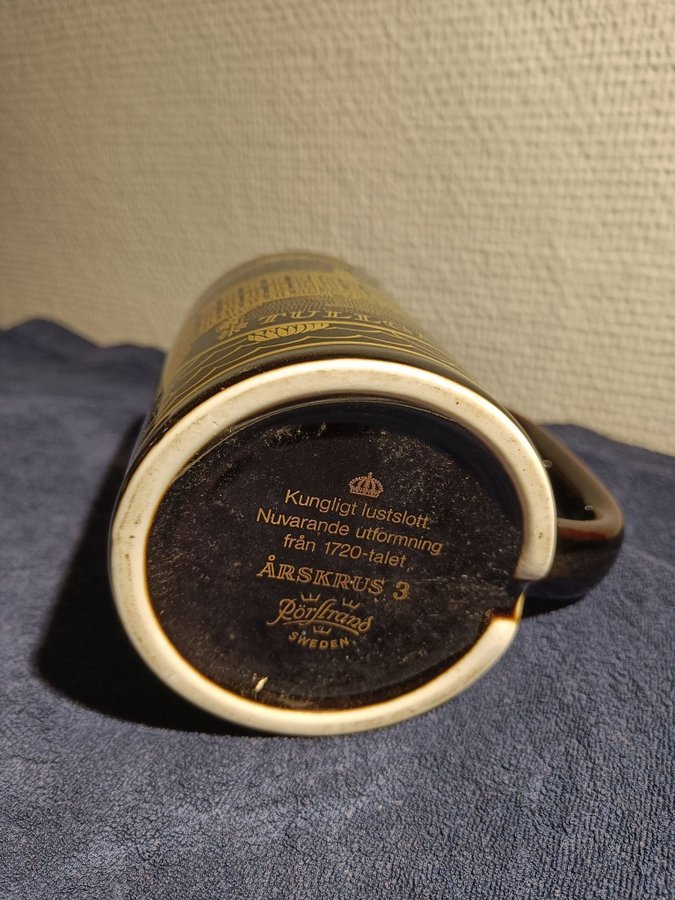 Kungligt lustslott.
Nuvarande utformning
från 1720-talet
ÅRSKRUS 3
Rörstrand
SWEDEN